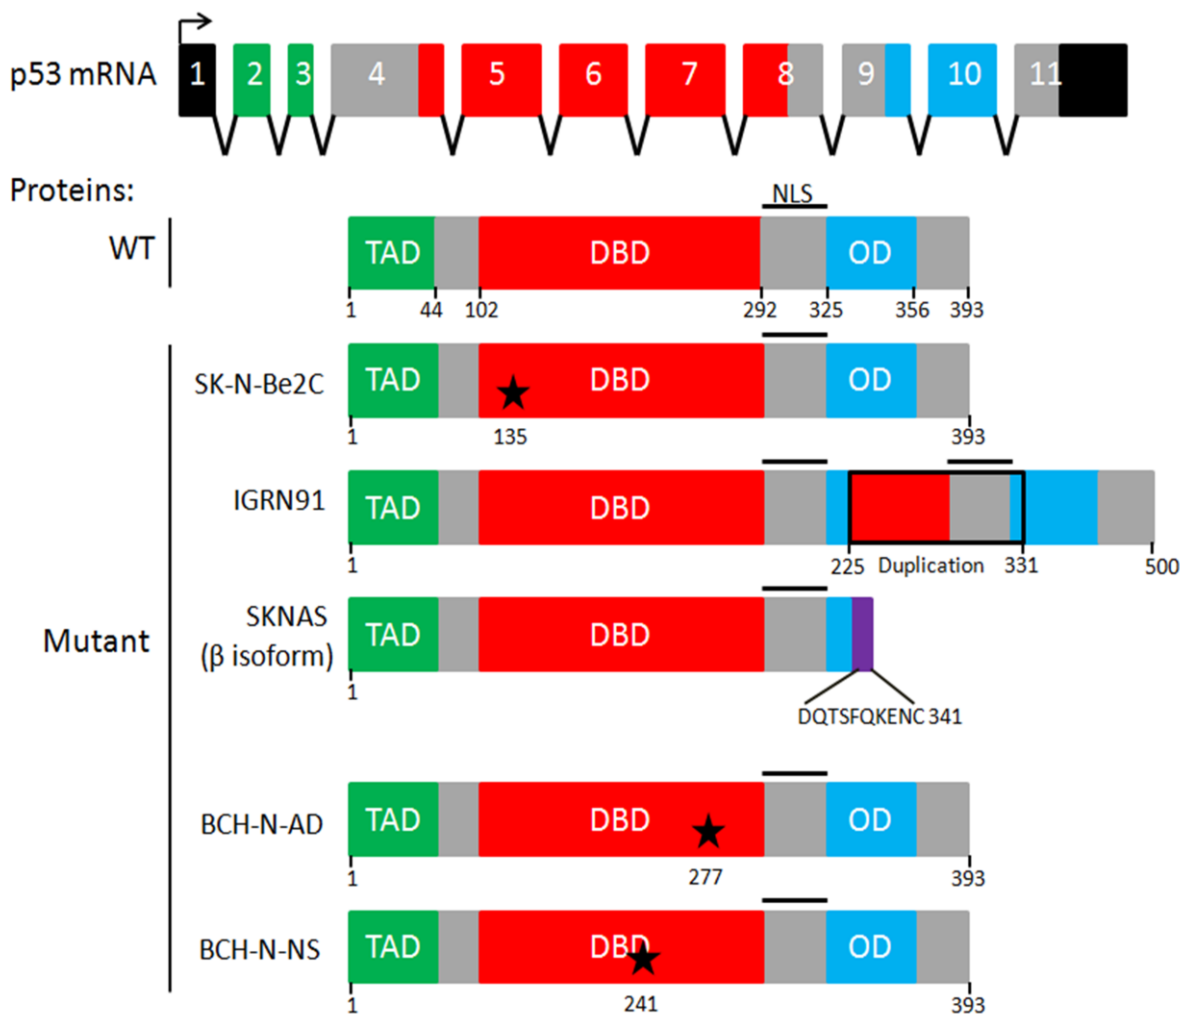 p53 mRNA 1 2 3 4 5 6 7 8 9 10 11
Proteins:
NLS
WT TAD DBD OD
1 44 102 292 325 356 393
SK-N-Be2C TAD DBD OD
1 135 393
IGRN91 TAD DBD
1 225 Duplication 331 500
SKNAS
(β isoform)
TAD DBD
1
DQTSFQKENC 341
Mutant
BCH-N-AD TAD DBD OD
1 277 393
BCH-N-NS TAD DBD OD
1 241 393